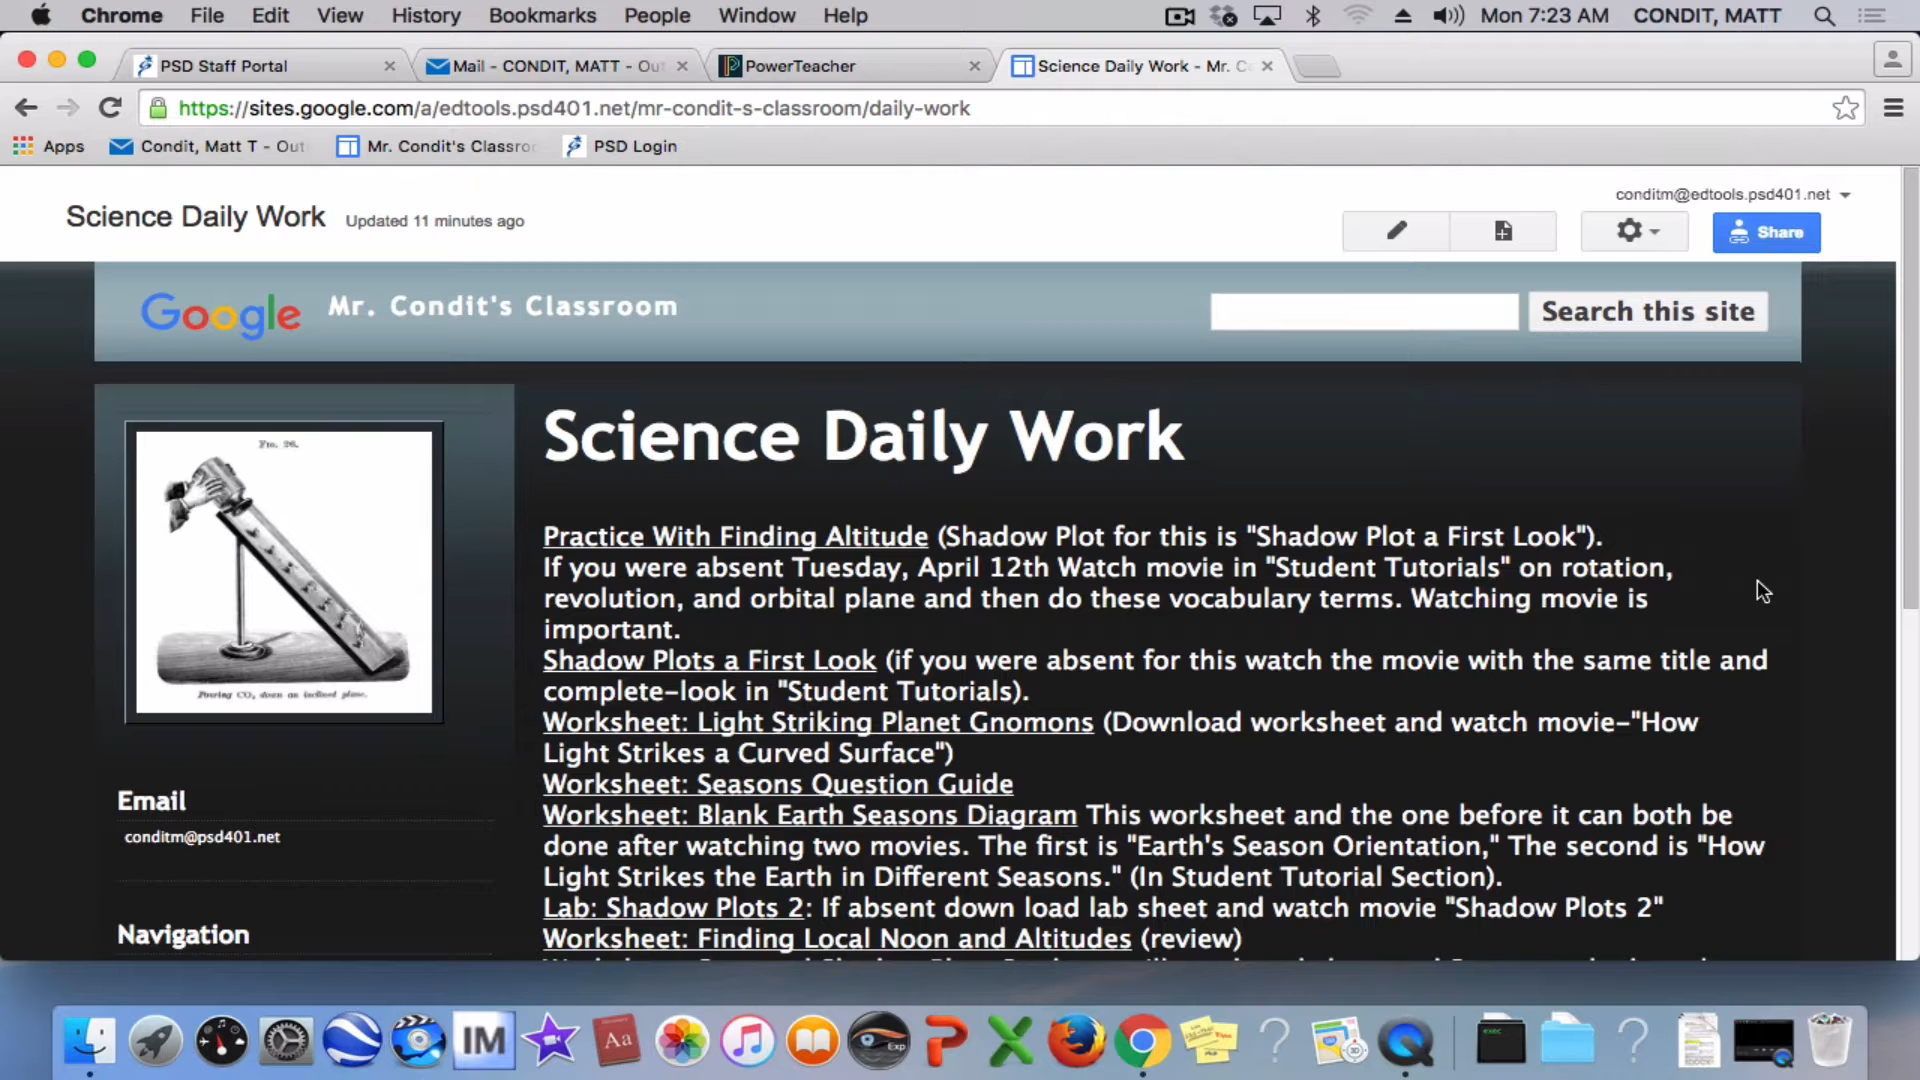 Chrome File Edit View History Bookmarks People Window Help Mon 7:23 AM CONDIT, MATT
PSD Staff Portal Mail - CONDIT, MATT - Ou PowerTeacher Science Daily Work - Mr. C
https://sites.google.com/a/edtools.psd401.net/mr-condit-s-classroom/daily-work
Apps Condit, Matt T - Out Mr. Condit's Classro PSD Login
conditm@edtools.psd401.net
Science Daily Work Updated 11 minutes ago
Share
Google Mr. Condit's Classroom Search this site
Science Daily Work
FIG. 26.
Pouring CO₂ down an inclined plane.
Practice With Finding Altitude (Shadow Plot for this is "Shadow Plot a First Look").
If you were absent Tuesday, April 12th Watch movie in "Student Tutorials" on rotation,
revolution, and orbital plane and then do these vocabulary terms. Watching movie is
important.
Shadow Plots a First Look (if you were absent for this watch the movie with the same title and
complete-look in "Student Tutorials).
Worksheet: Light Striking Planet Gnomons (Download worksheet and watch movie-"How
Light Strikes a Curved Surface")
Worksheet: Seasons Question Guide
Worksheet: Blank Earth Seasons Diagram This worksheet and the one before it can both be
done after watching two movies. The first is "Earth's Season Orientation," The second is "How
Light Strikes the Earth in Different Seasons." (In Student Tutorial Section).
Lab: Shadow Plots 2: If absent down load lab sheet and watch movie "Shadow Plots 2"
Worksheet: Finding Local Noon and Altitudes (review)
Email
conditm@psd401.net
Navigation
IM Aa Exp